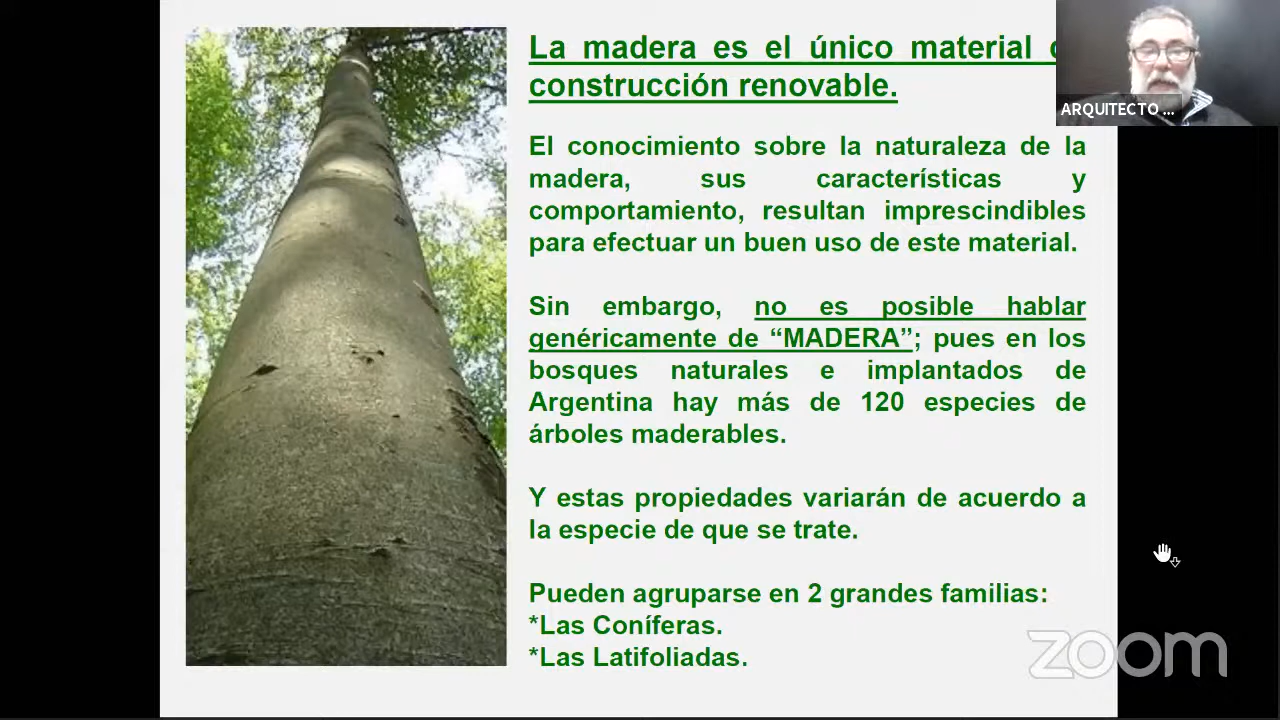 La madera es el único material
construcción renovable.
ARQUITECTO ...
El conocimiento sobre la naturaleza de la
madera, sus características y
comportamiento, resultan imprescindibles
para efectuar un buen uso de este material.
Sin embargo, no es posible hablar
genéricamente de “MADERA”; pues en los
bosques naturales e implantados de
Argentina hay más de 120 especies de
árboles maderables.
Y estas propiedades variarán de acuerdo a
la especie de que se trate.
Pueden agruparse en 2 grandes familias:
*Las Coníferas.
*Las Latifoliadas.
zoom